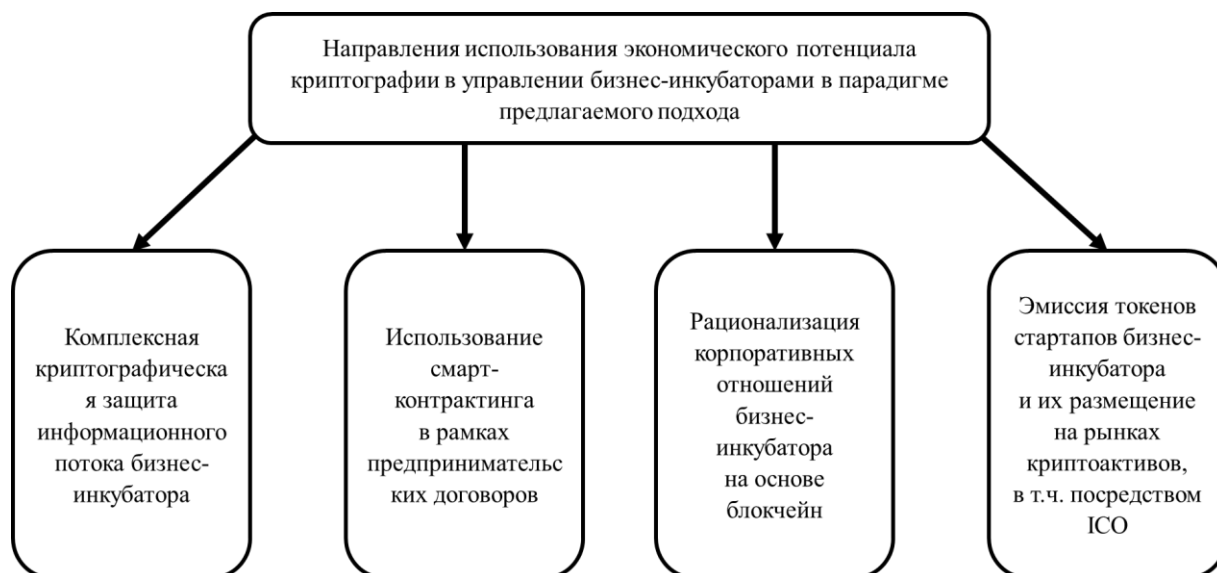 Направления использования экономического потенциала
криптографии в управлении бизнес-инкубаторами в парадигме
предлагаемого подхода
Комплексная
криптографическа
я защита
информационного
потока бизнес-
инкубатора
Использование
смарт-
контрактинга
в рамках
предпринимательс
ких договоров
Рационализация
корпоративных
отношений
бизнес-
инкубатора
на основе
блокчейн
Эмиссия токенов
стартапов бизнес-
инкубатора
и их размещение
на рынках
криптоактивов,
в т.ч. посредством
ICO